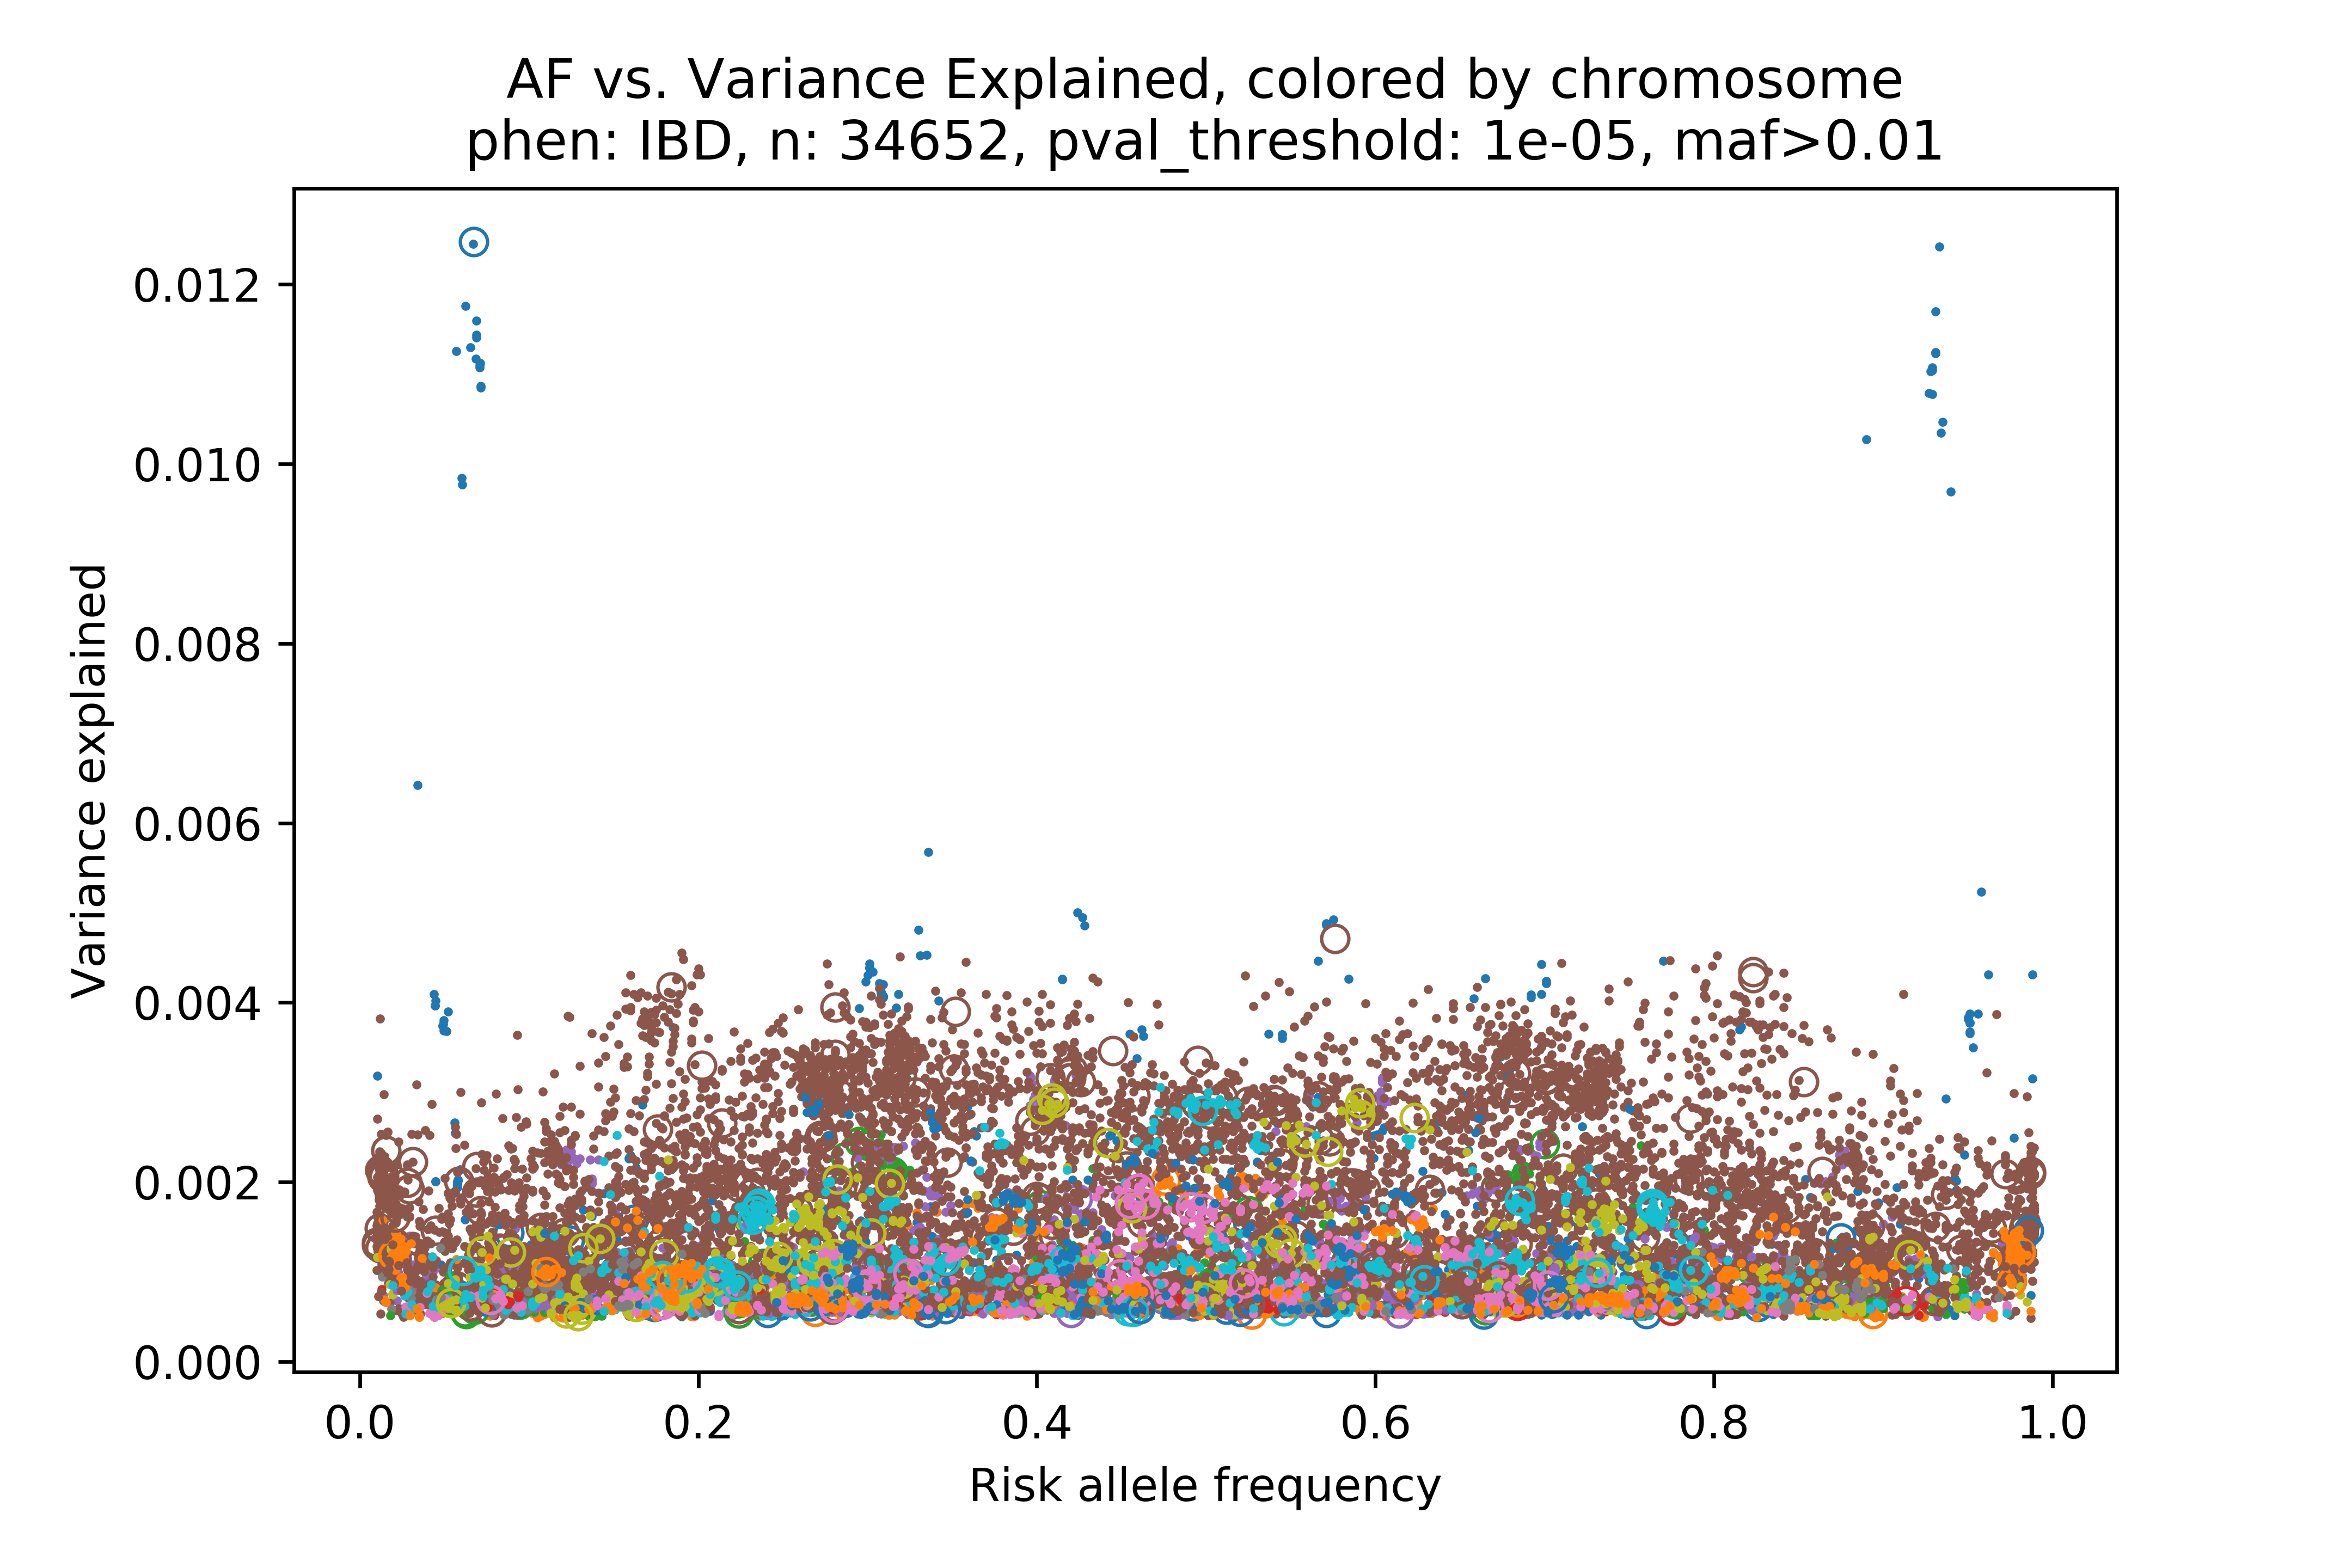 AF vs. Variance Explained, colored by chromosome
phen: IBD, n: 34652, pval_threshold: 1e-05, maf>0.01
Variance explained
0.012
0.010
0.008
0.006
0.004
0.002
0.000
0.0 0.2 0.4 0.6 0.8 1.0
Risk allele frequency